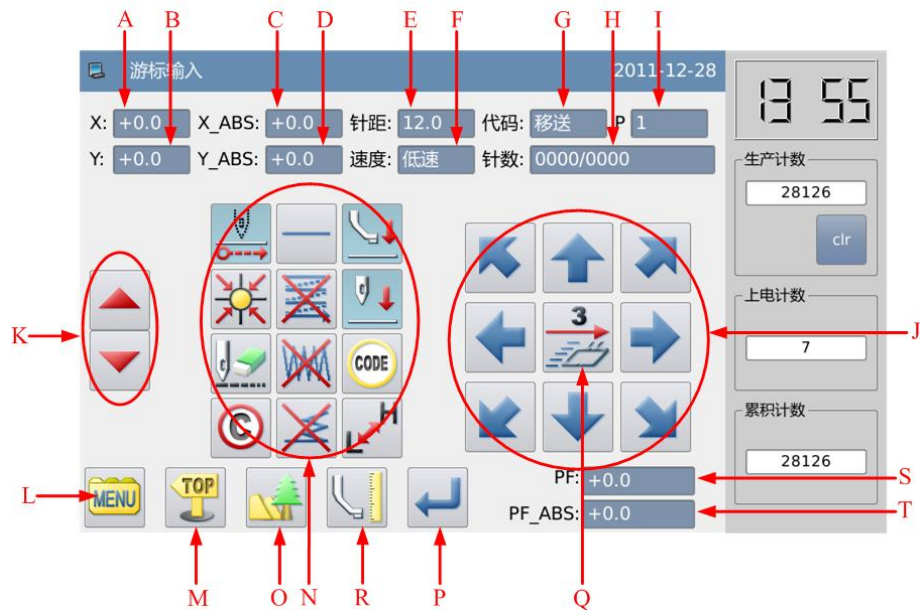 A B C D E F G H I
游标输入 2011-12-28
13 55
X: +0.0 X_ABS: +0.0 针距: 12.0 代码: 移送 P 1
Y: +0.0 Y_ABS: +0.0 速度: 低速 针数: 0000/0000
生产计数
28126
clr
上电计数
7
累积计数
28126
3
CODE
C
L H
K J
MENU
TOP
PF: +0.0
PF_ABS: +0.0
L S
T
M O N R P Q